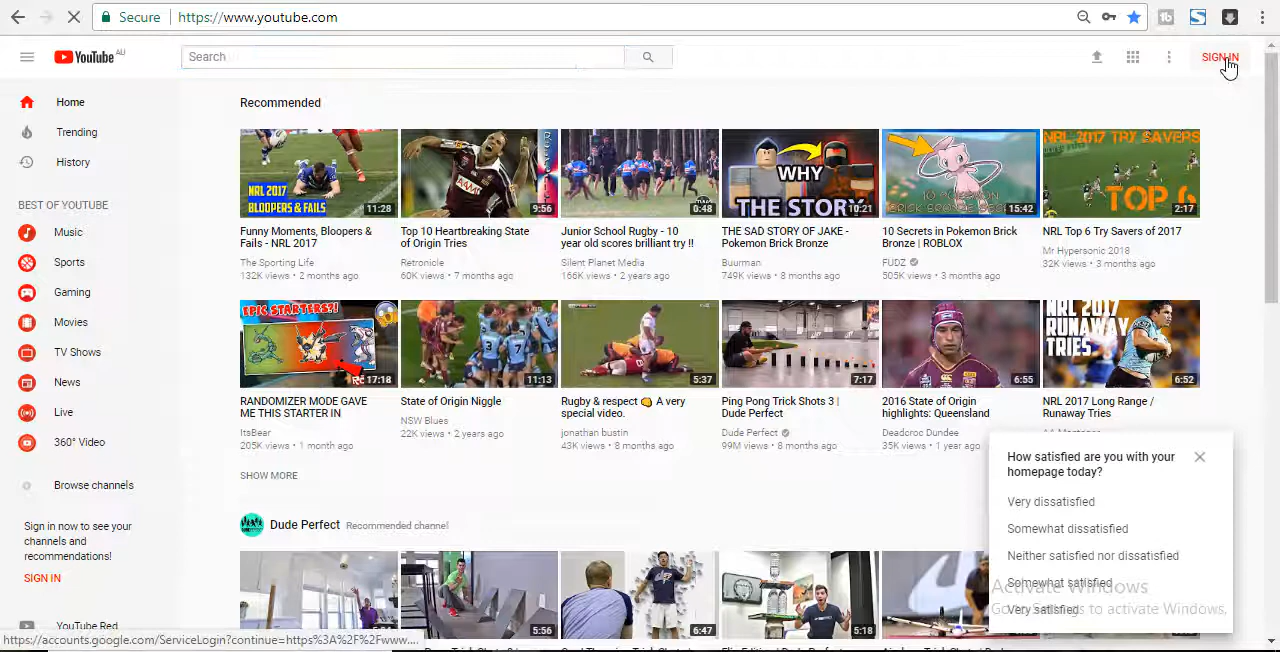 Secure https://www.youtube.com
YouTube AU
Search
SIGN IN
Home
Trending
History
BEST OF YOUTUBE
Music
Sports
Gaming
Movies
TV Shows
News
Live
360° Video
Browse channels
Sign in now to see your
channels and
recommendations!
SIGN IN
YouTube Red
Recommended
NRL 2017
BLOOPERS & FAILS
11:28
Funny Moments, Bloopers &
Fails - NRL 2017
The Sporting Life
132K views • 2 months ago
9:56
Top 10 Heartbreaking State
of Origin Tries
Retrohole
60K views • 7 months ago
0:48
Junior School Rugby - 10
year old scores brilliant try !!
Silent Planet Media
166K views • 2 years ago
WHY
THE STORY
10:21
THE SAD STORY OF JAKE -
Pokemon Brick Bronze
Buurman
749K views • 8 months ago
10 POKEMON
BRICK BRONZE SECRETS
15:42
10 Secrets in Pokemon Brick
Bronze | ROBLOX
FUDZ
505K views • 3 months ago
NRL 2017 TRY SAVERS
TOP 6
2:17
NRL Top 6 Try Savers of 2017
Mr Hypersonic 2018
32K views • 3 months ago
EPIC STARTERS?!
17:18
RANDOMIZER MODE GAVE
ME THIS STARTER IN
ItsBear
205K views • 1 month ago
11:13
State of Origin Niggle
NSW Blues
22K views • 2 years ago
5:37
Rugby & respect 👊 A very
special video.
jonathan bustin
43K views • 8 months ago
7:17
Ping Pong Trick Shots 3 |
Dude Perfect
Dude Perfect
99M views • 8 months ago
6:55
2016 State of Origin
highlights: Queensland
Deadcroc Dundee
35K views • 1 year ago
NRL 2017
RUNAWAY
TRIES
6:52
NRL 2017 Long Range /
Runaway Tries
SHOW MORE
Dude Perfect Recommended channel
5:56
6:47
5:18
How satisfied are you with your
homepage today?
Very dissatisfied
Somewhat dissatisfied
Neither satisfied nor dissatisfied
Somewhat satisfied
Very satisfied
Activate Windows
Go to Settings to activate Windows.
https://accounts.google.com/ServiceLogin?continue=https%3A%2F%2Fwww....